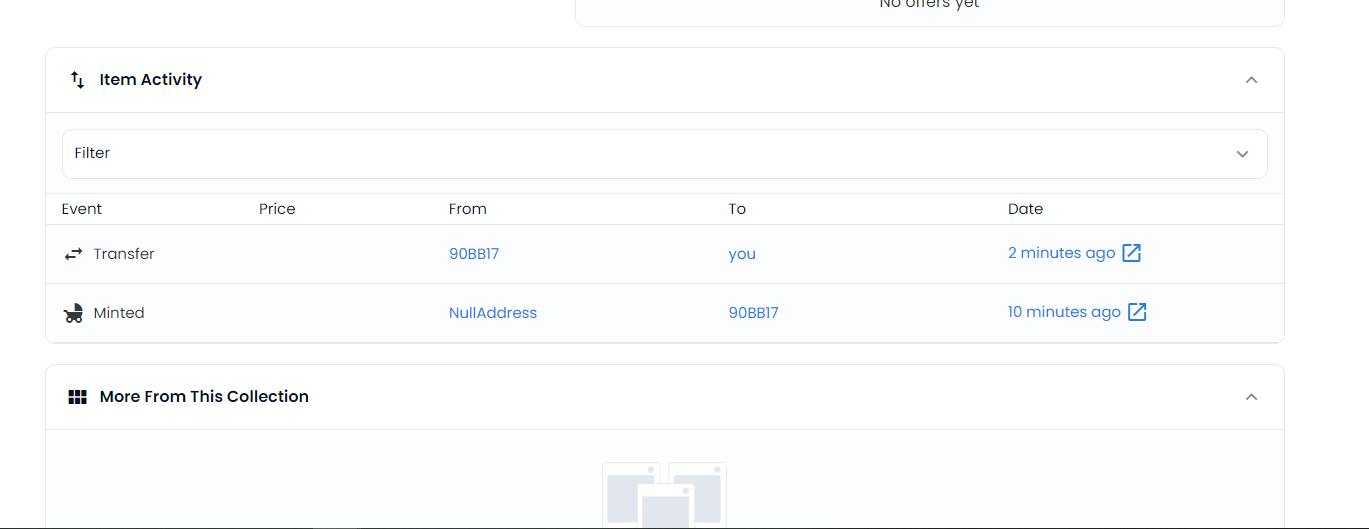 No offers yet
Item Activity
Filter
Event Price From To Date
Transfer 90BB17 you 2 minutes ago
Minted NullAddress 90BB17 10 minutes ago
More From This Collection